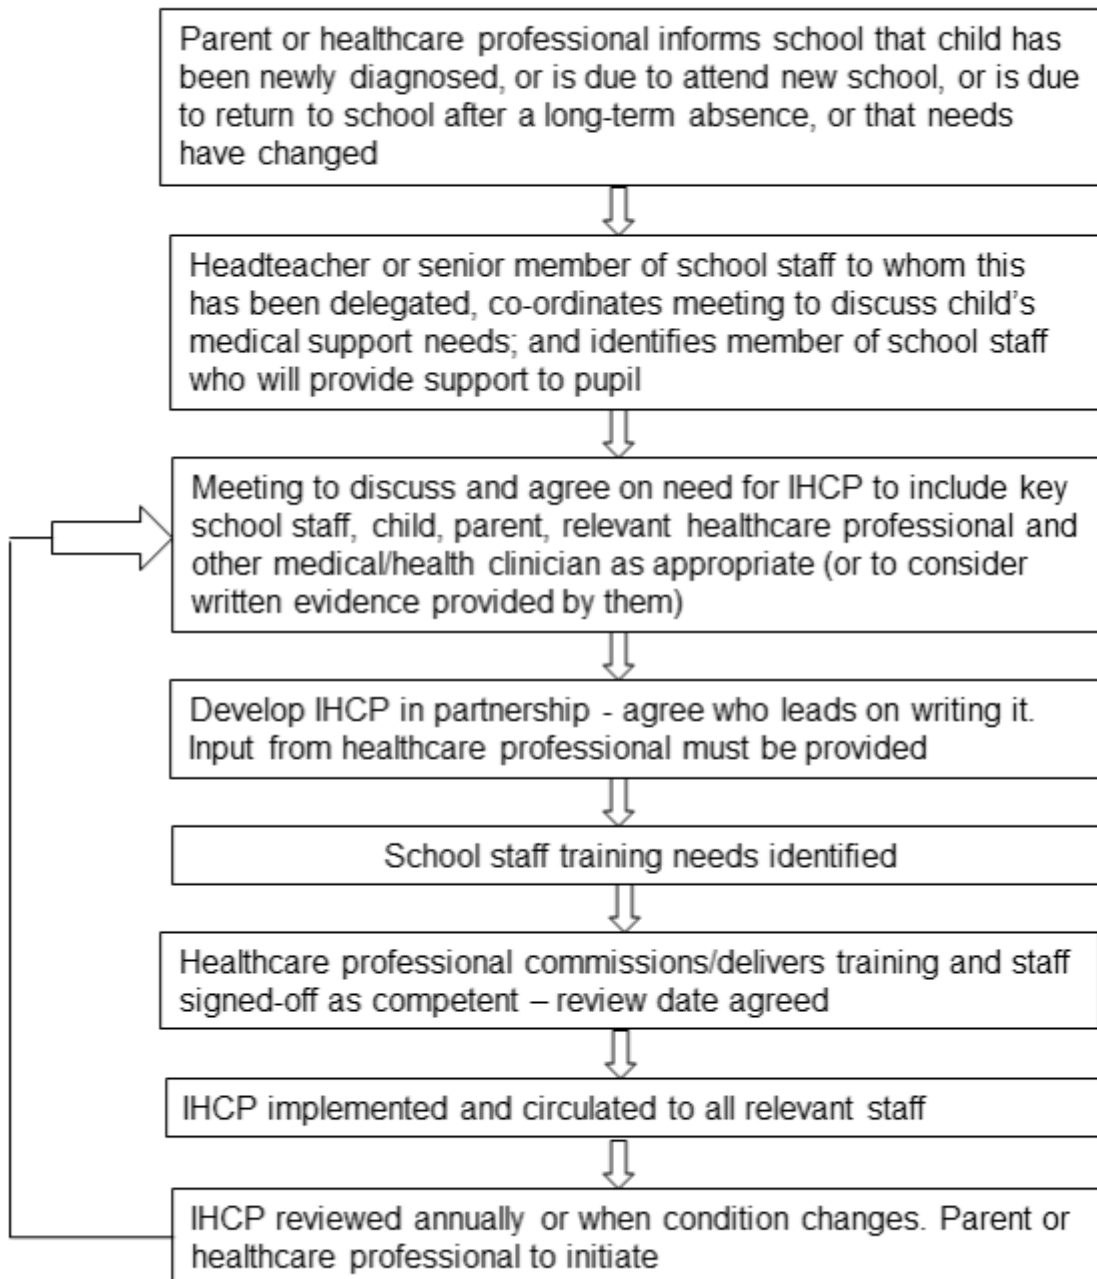 Parent or healthcare professional informs school that child has
been newly diagnosed, or is due to attend new school, or is due
to return to school after a long-term absence, or that needs
have changed
Headteacher or senior member of school staff to whom this
has been delegated, co-ordinates meeting to discuss child's
medical support needs; and identifies member of school staff
who will provide support to pupil
Meeting to discuss and agree on need for IHCP to include key
school staff, child, parent, relevant healthcare professional and
other medical/health clinician as appropriate (or to consider
written evidence provided by them)
Develop IHCP in partnership - agree who leads on writing it.
Input from healthcare professional must be provided
School staff training needs identified
Healthcare professional commissions/delivers training and staff
signed-off as competent – review date agreed
IHCP implemented and circulated to all relevant staff
IHCP reviewed annually or when condition changes. Parent or
healthcare professional to initiate